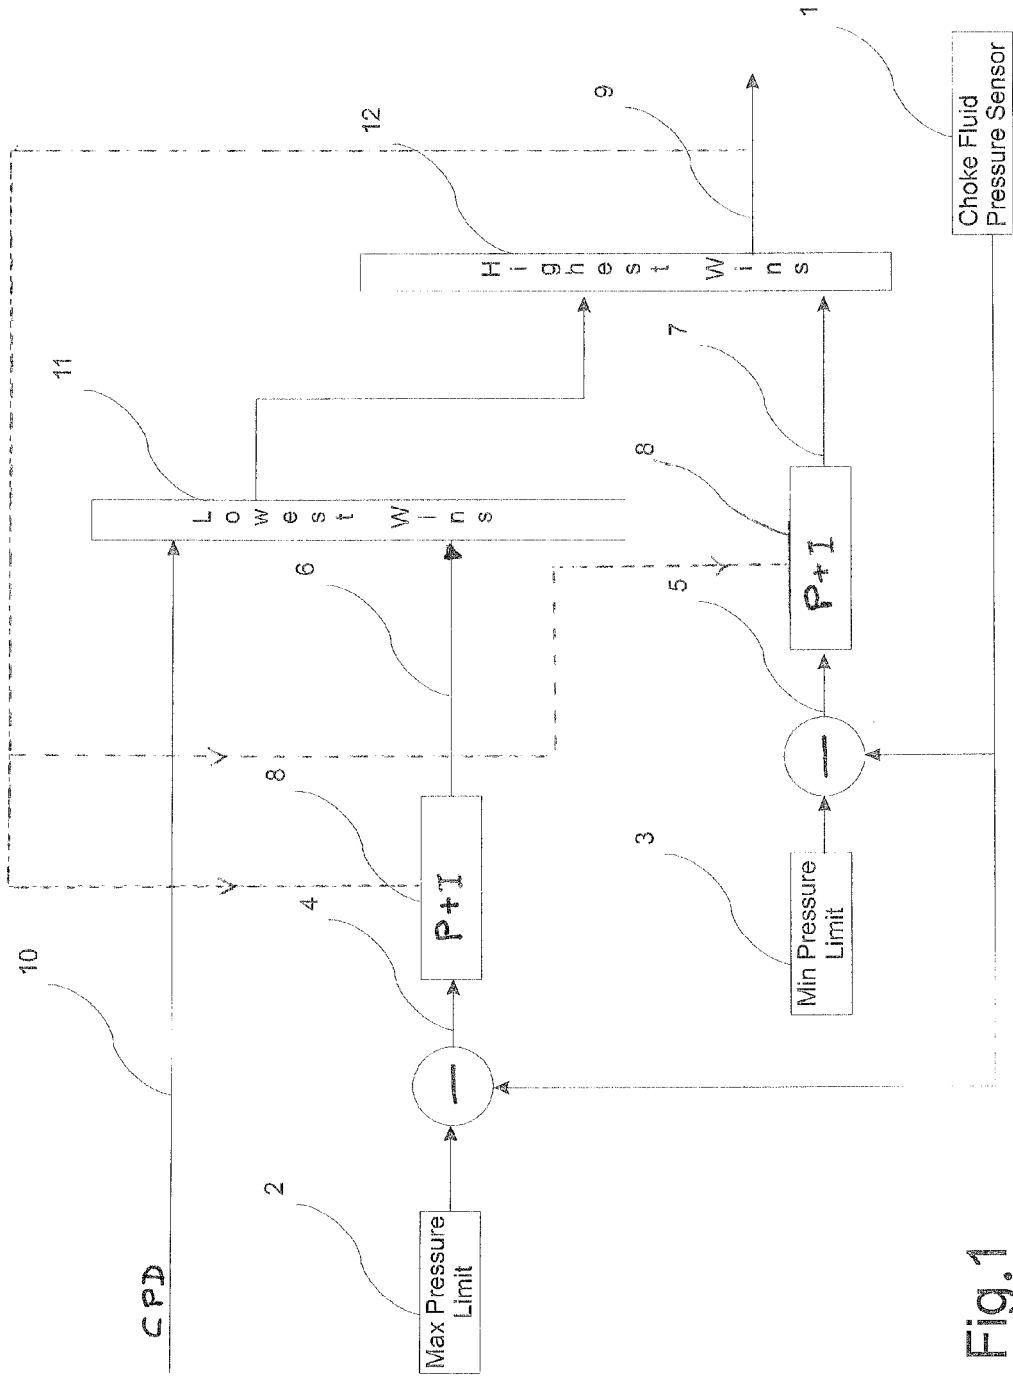 10
11
12
CPD
Lowest Wins
2
4
8
6
Max Pressure
Limit
P+I
Highest Wins
9
3
5
8
7
Min Pressure
Limit
P+I
1
Choke Fluid
Pressure Sensor
Fig.1